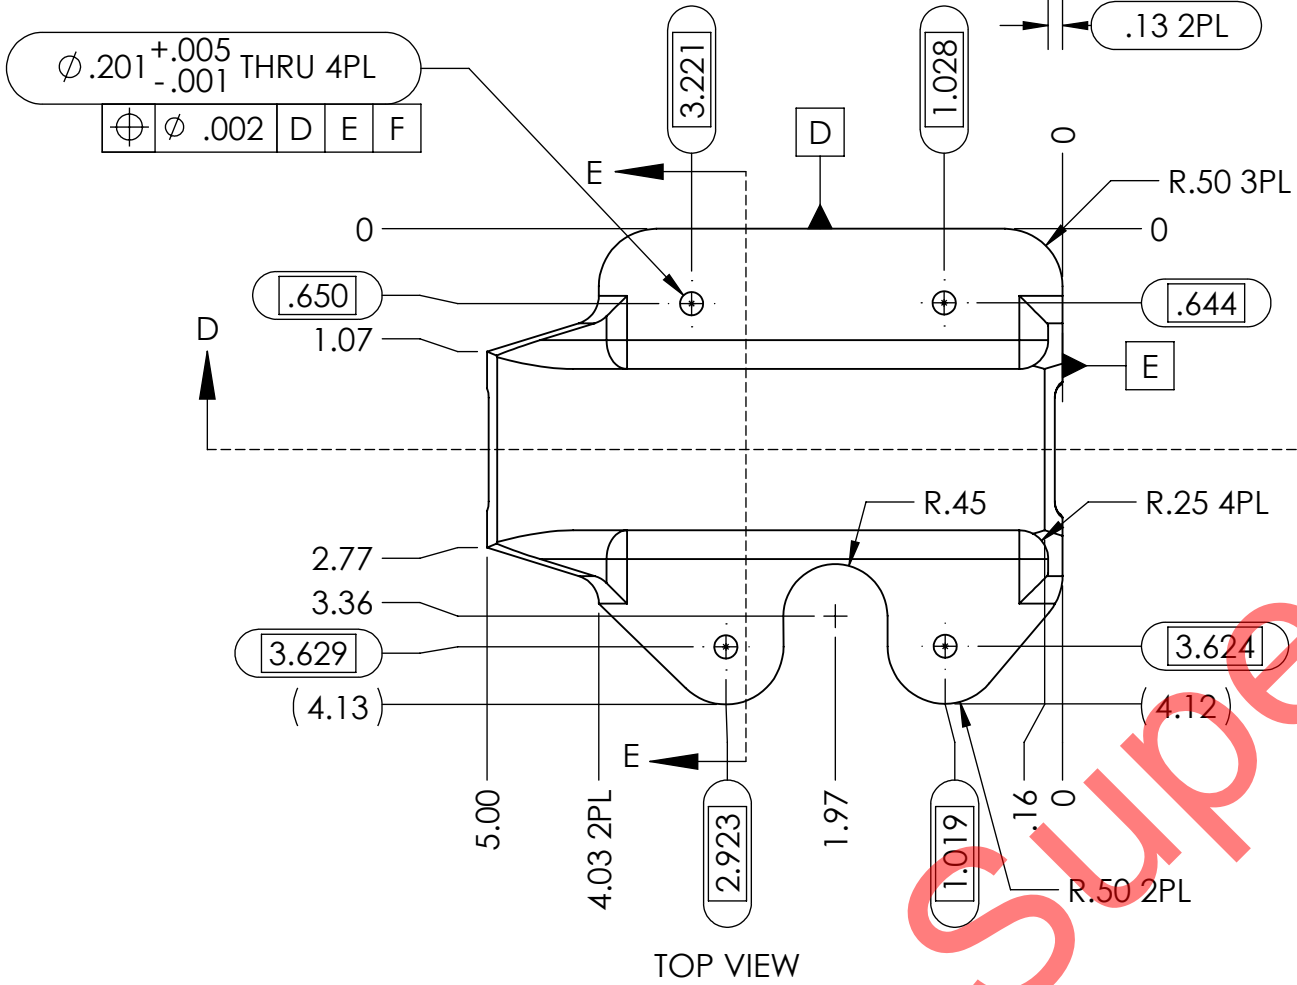 3.221
1.028
.13 2PL
⌀.201 +.005 -.001 THRU 4PL
⌖ ⌀ .002 D E F
D
0
E
R.50 3PL
0
0
.650
.644
D
1.07
E
R.45
R.25 4PL
2.77
3.36
3.629
3.624
(4.13)
(4.12)
E
5.00
4.03 2PL
2.923
1.97
1.019
.16
0
R.50 2PL
TOP VIEW
Supe